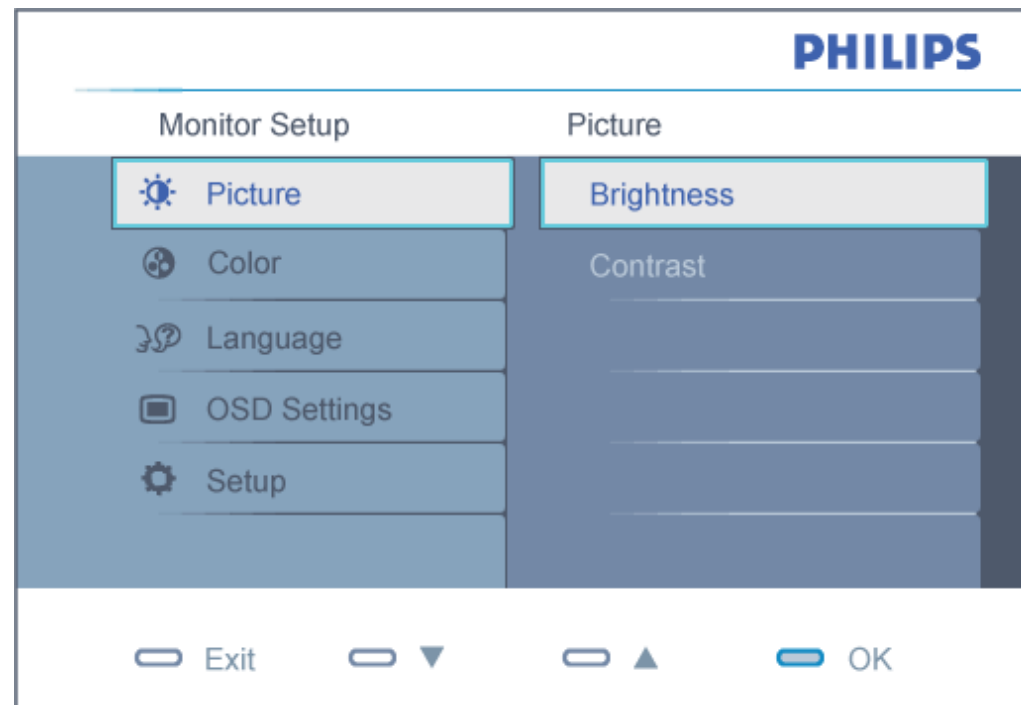 PHILIPS
Monitor Setup Picture
Picture Brightness
Color Contrast
Language
OSD Settings
Setup
Exit ▼ ▲ OK